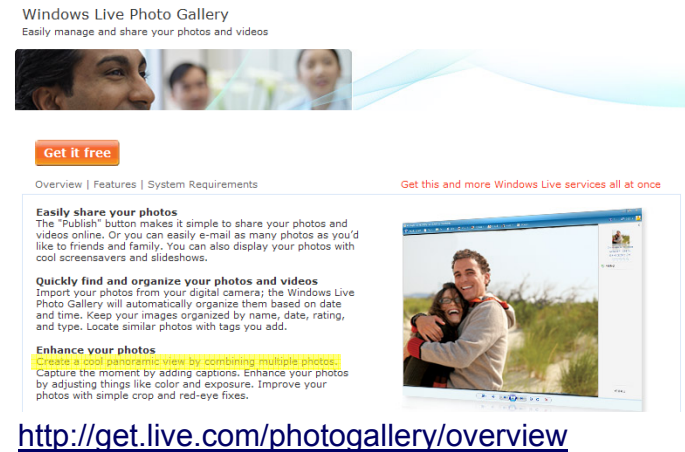 Windows Live Photo Gallery
Easily manage and share your photos and videos
Get it free
Overview | Features | System Requirements
Get this and more Windows Live services all at once
Easily share your photos
The "Publish" button makes it simple to share your photos and
videos online. Or you can easily e-mail as many photos as you'd
like to friends and family. You can also display your photos with
cool screensavers and slideshows.
Quickly find and organize your photos and videos
Import your photos from your digital camera; the Windows Live
Photo Gallery will automatically organize them based on date
and time. Keep your images organized by name, date, rating,
and type. Locate similar photos with tags you add.
Enhance your photos
Create a cool panoramic view by combining multiple photos.
Capture the moment by adding captions. Enhance your photos
by adjusting things like color and exposure. Improve your
photos with simple crop and red-eye fixes.
http://get.live.com/photogallery/overview